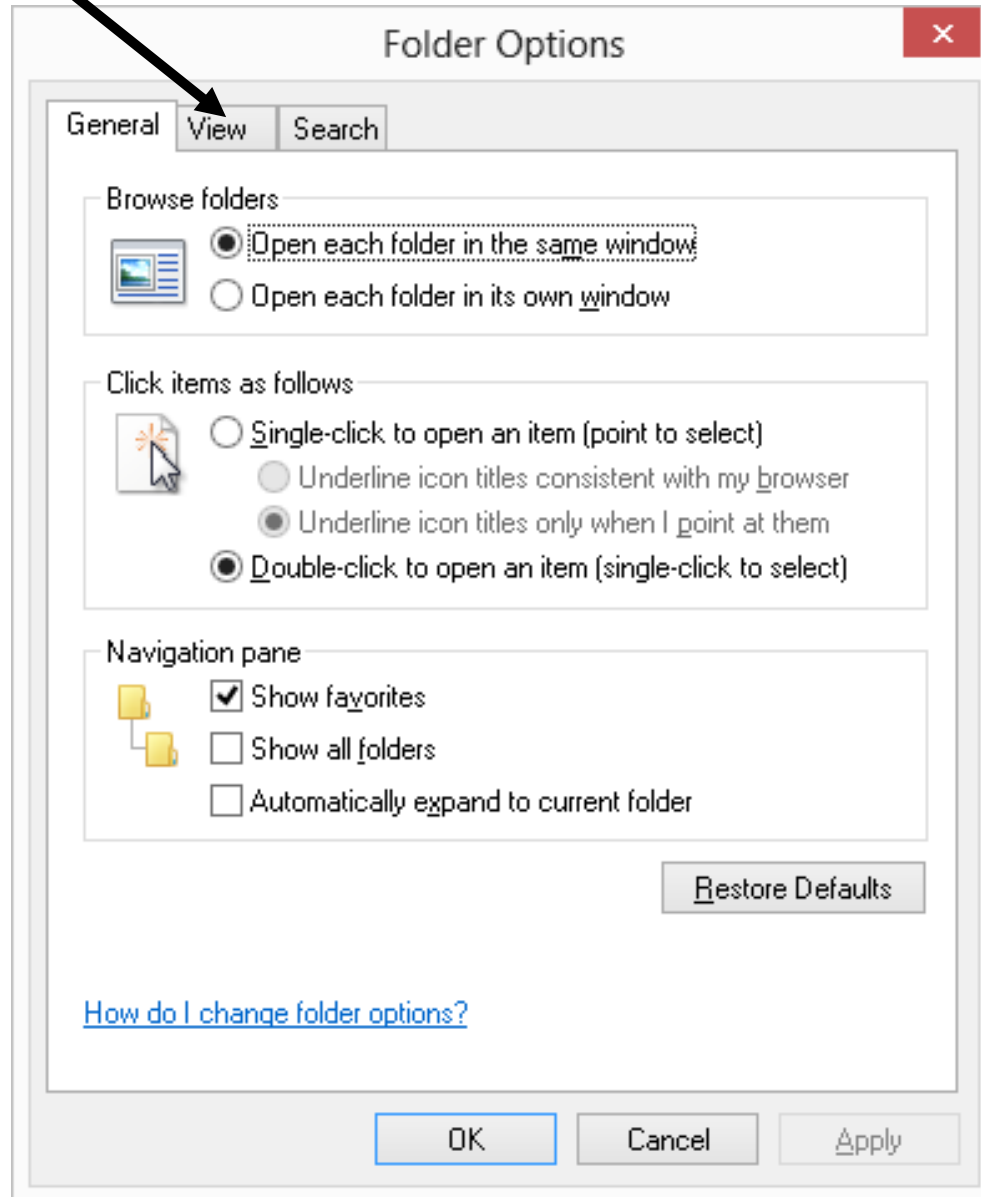 Folder Options
General View Search
Browse folders
Open each folder in the same window
Open each folder in its own window
Click items as follows
Single-click to open an item (point to select)
Underline icon titles consistent with my browser
Underline icon titles only when I point at them
Double-click to open an item (single-click to select)
Navigation pane
Show favorites
Show all folders
Automatically expand to current folder
Restore Defaults
How do I change folder options?
OK Cancel Apply